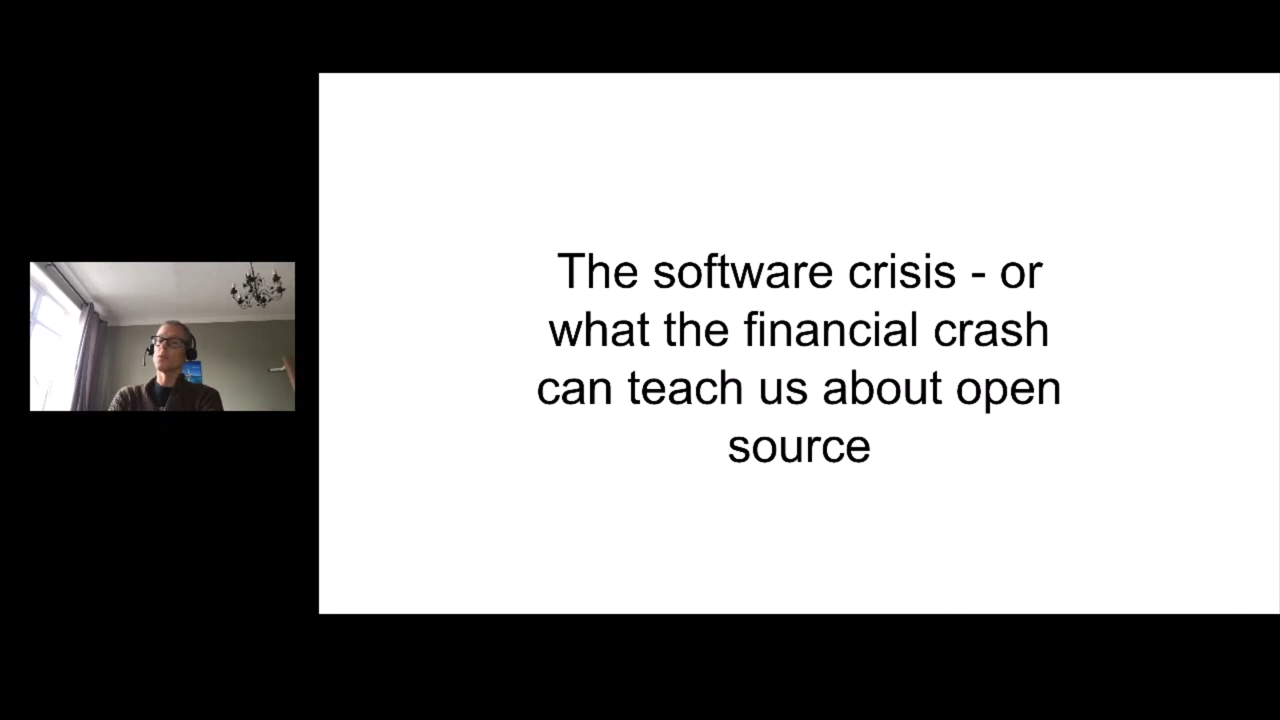 The software crisis - or
what the financial crash
can teach us about open
source